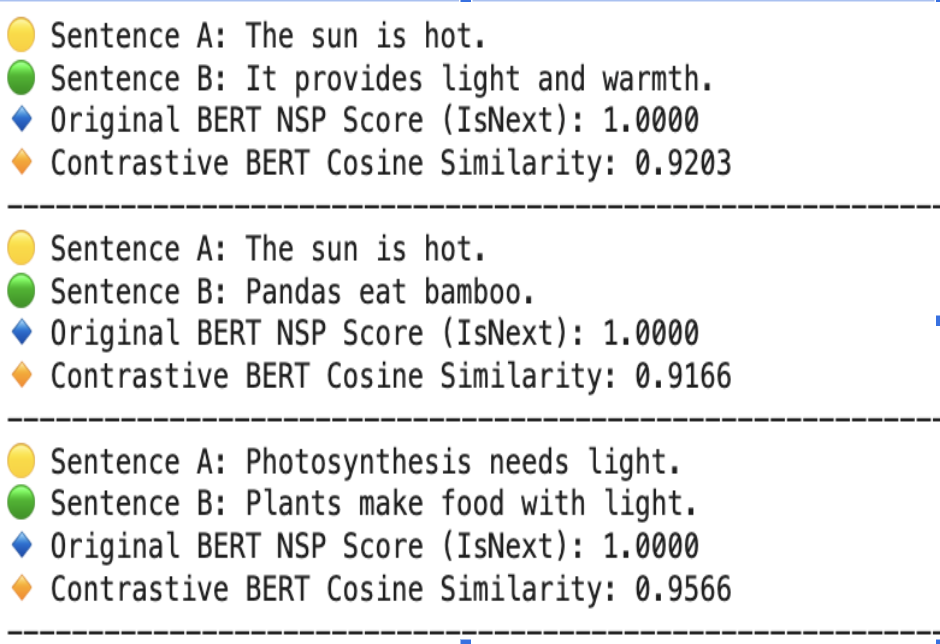 Sentence A: The sun is hot.
Sentence B: It provides light and warmth.
Original BERT NSP Score (IsNext): 1.0000
Contrastive BERT Cosine Similarity: 0.9203
Sentence A: The sun is hot.
Sentence B: Pandas eat bamboo.
Original BERT NSP Score (IsNext): 1.0000
Contrastive BERT Cosine Similarity: 0.9166
Sentence A: Photosynthesis needs light.
Sentence B: Plants make food with light.
Original BERT NSP Score (IsNext): 1.0000
Contrastive BERT Cosine Similarity: 0.9566